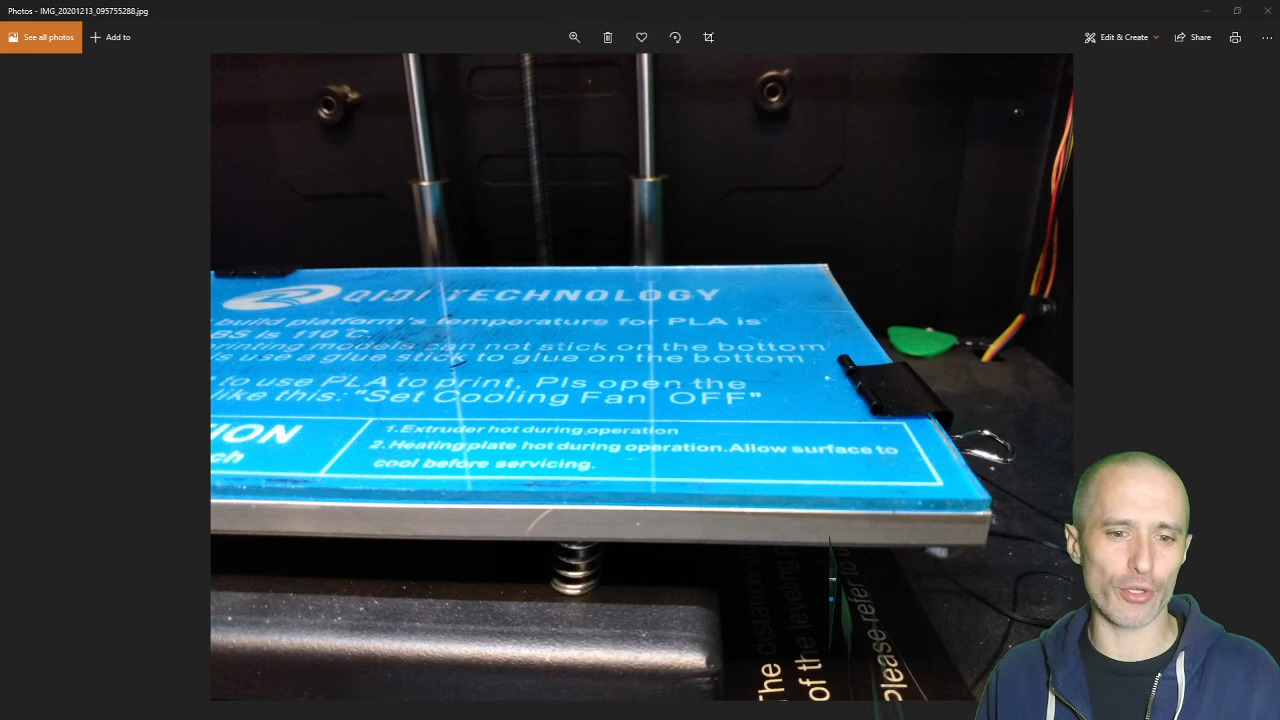 Photos - IMG_20201213_095755288.jpg
See all photos
Add to
Edit & Create
Share
QIDI TECHNOLOGY
build platform's temperature for PLA is
BS is 110°C
models can not stick on the bottom
use a glue stick to glue on the bottom
to use PLA to print, Pls open the
like this: "Set Cooling Fan OFF"
ION
ch
1.Extruder hot during operation
2.Heating plate hot during operation.Allow surface to
cool before servicing.
The distance
of the leveling
please refer to